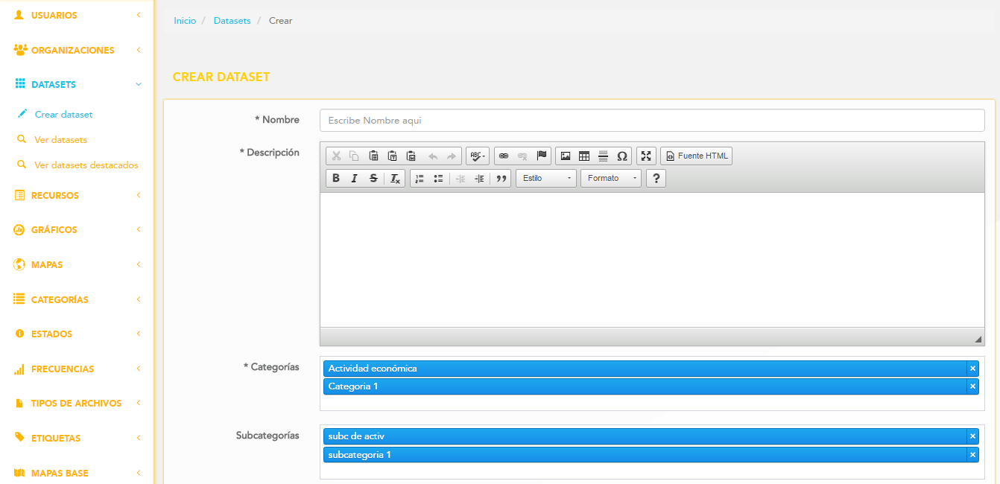 USUARIOS
ORGANIZACIONES
DATASETS
Crear dataset
Ver datasets
Ver datasets destacados
RECURSOS
GRÁFICOS
MAPAS
CATEGORÍAS
ESTADOS
FRECUENCIAS
TIPOS DE ARCHIVOS
ETIQUETAS
MAPAS BASE
Inicio / Datasets / Crear
CREAR DATASET
* Nombre
Escribe Nombre aqui
* Descripción
ABC
Ω
Fuente HTML
B I S Ix
Estilo
Formato
?
* Categorías
Actividad económica ×
Categoria 1 ×
Subcategorías
subc de activ ×
subcategoria 1 ×